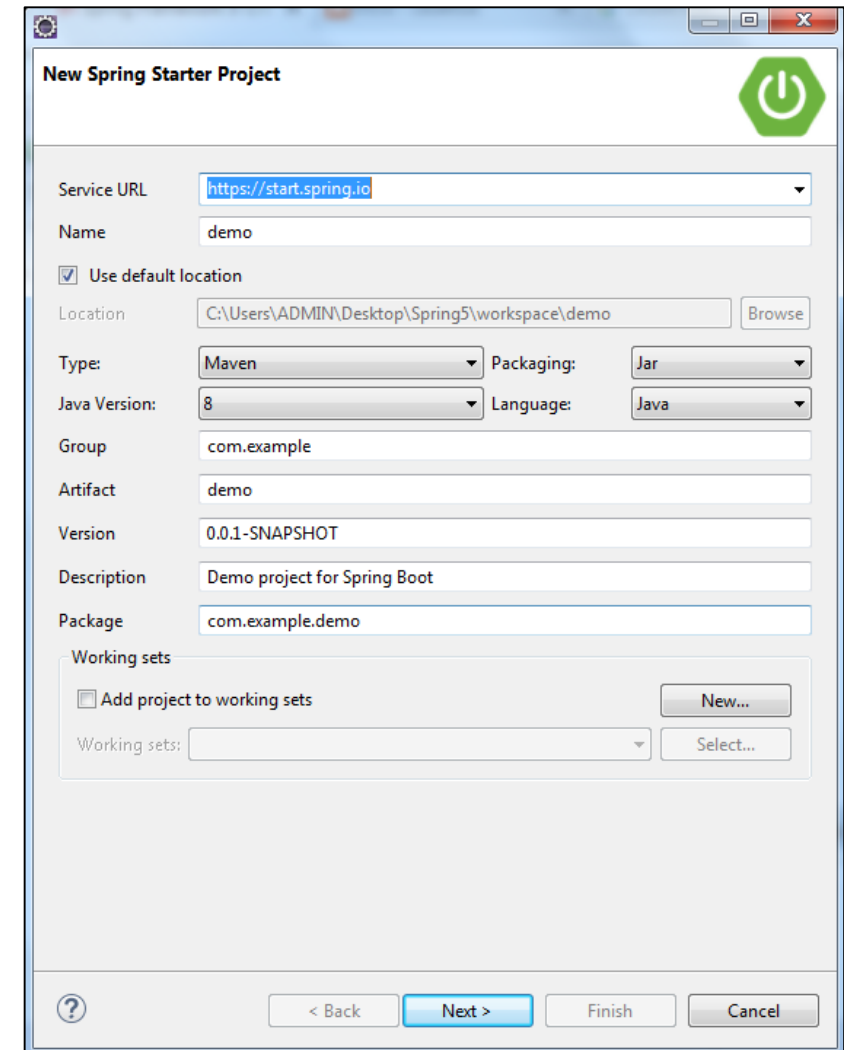 New Spring Starter Project
Service URL https://start.spring.io
Name demo
Use default location
Location C:\Users\ADMIN\Desktop\Spring5\workspace\demo Browse
Type: Maven Packaging: Jar
Java Version: 8 Language: Java
Group com.example
Artifact demo
Version 0.0.1-SNAPSHOT
Description Demo project for Spring Boot
Package com.example.demo
Working sets
Add project to working sets New...
Working sets: Select...
? < Back Next > Finish Cancel